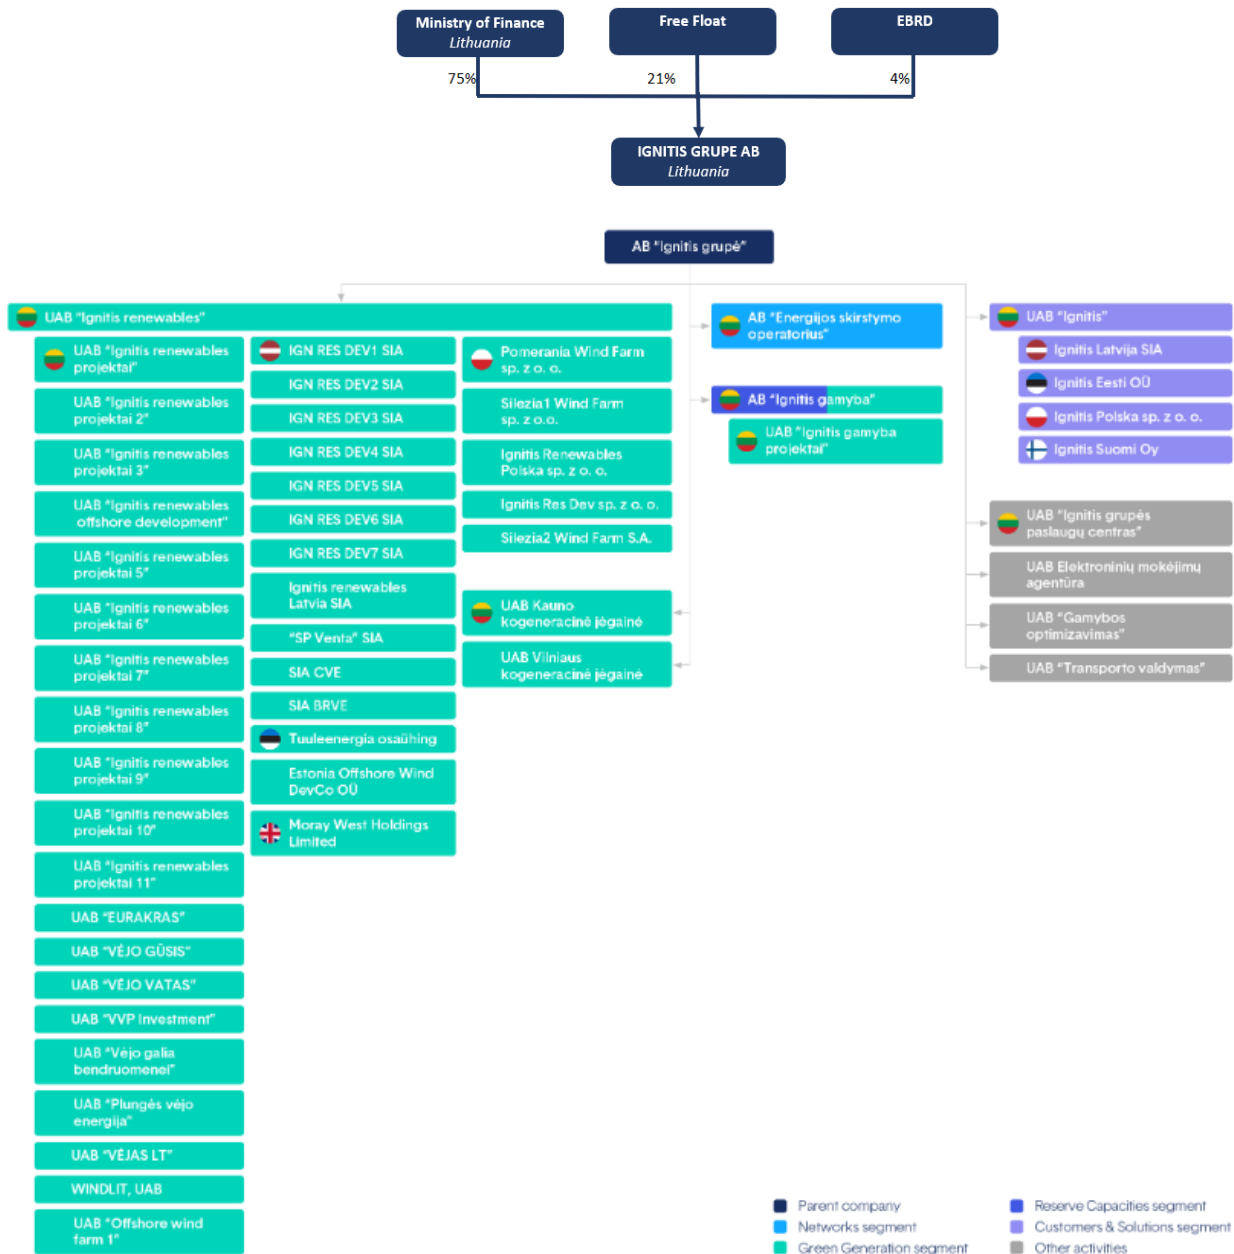 Ministry of Finance
Lithuania
Free Float
EBRD
75%
21%
4%
IGNITIS GRUPE AB
Lithuania
AB “Ignitis grupė”
UAB “Ignitis renewables”
UAB “Ignitis renewables
projektai”
UAB “Ignitis renewables
projektai 2”
UAB “Ignitis renewables
projektai 3”
UAB “Ignitis renewables
offshore development”
UAB “Ignitis renewables
projektai 5”
UAB “Ignitis renewables
projektai 6”
UAB “Ignitis renewables
projektai 7”
UAB “Ignitis renewables
projektai 8”
UAB “Ignitis renewables
projektai 9”
UAB “Ignitis renewables
projektai 10”
UAB “Ignitis renewables
projektai 11”
UAB “EURAKRAS”
UAB “VĖJO GŪSIS”
UAB “VĖJO VATAS”
UAB “VVP Investment”
UAB “Vėjo galia
bendruomenei”
UAB “Plungės vėjo
energija”
UAB “VĖJAS LT”
WINDLIT, UAB
UAB “Offshore wind
farm 1”
IGN RES DEV1 SIA
IGN RES DEV2 SIA
IGN RES DEV3 SIA
IGN RES DEV4 SIA
IGN RES DEV5 SIA
IGN RES DEV6 SIA
IGN RES DEV7 SIA
Ignitis renewables
Latvia SIA
“SP Venta” SIA
SIA CVE
SIA BRVE
Tuuleenergia osaühing
Estonia Offshore Wind
DevCo OÜ
Moray West Holdings
Limited
Pomerania Wind Farm
sp. z o. o.
Silezia1 Wind Farm
sp. z o.o.
Ignitis Renewables
Polska sp. z o. o.
Ignitis Res Dev sp. z o. o.
Silezia2 Wind Farm S.A.
UAB Kauno
kogeneracinė jėgainė
UAB Vilniaus
kogeneracinė jėgainė
AB “Energijos skirstymo
operatorius”
AB “Ignitis gamyba”
UAB “Ignitis gamyba
projektai”
UAB “Ignitis”
Ignitis Latvija SIA
Ignitis Eesti OÜ
Ignitis Polska sp. z o. o.
Ignitis Suomi Oy
UAB “Ignitis grupės
paslaugų centras”
UAB Elektroninių mokėjimų
agentūra
UAB “Gamybos
optimizavimas”
UAB “Transporto valdymas”
Parent company
Networks segment
Green Generation segment
Reserve Capacities segment
Customers & Solutions segment
Other activities